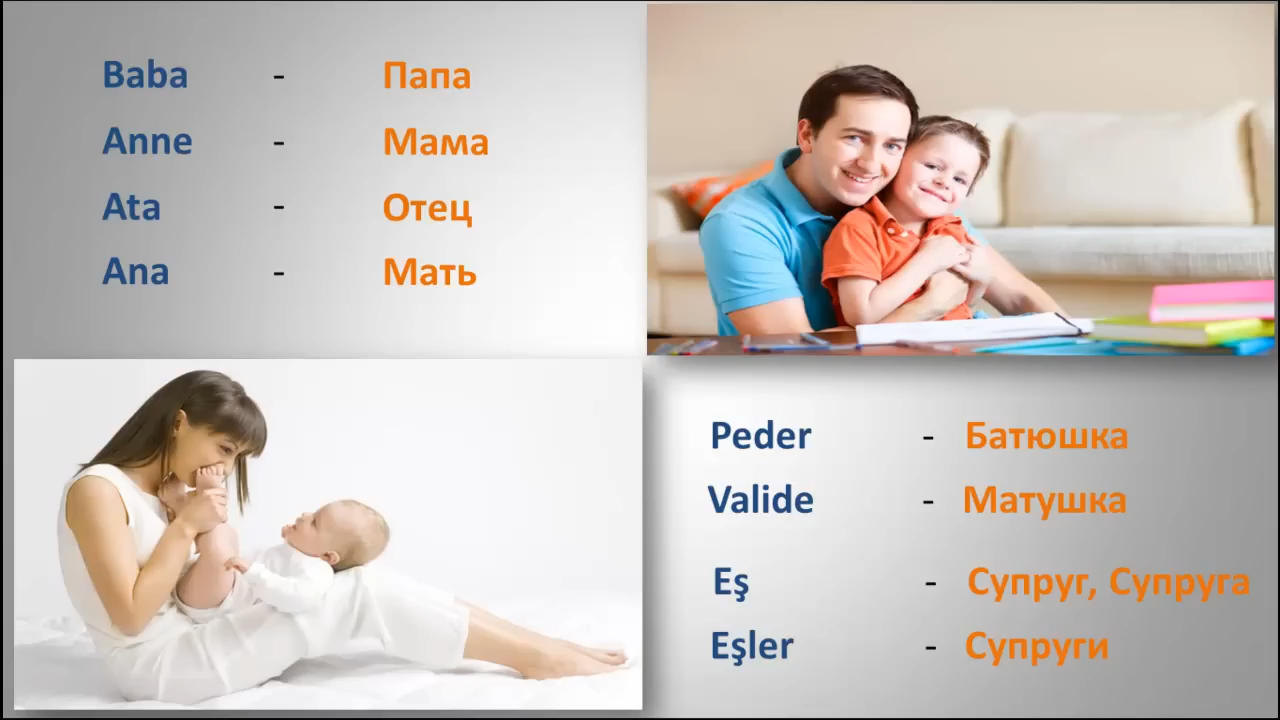 Baba - Папа
Anne - Мама
Ata - Отец
Ana - Мать
Peder - Батюшка
Valide - Матушка
Eş - Супруг, Супруга
Eşler - Супруги